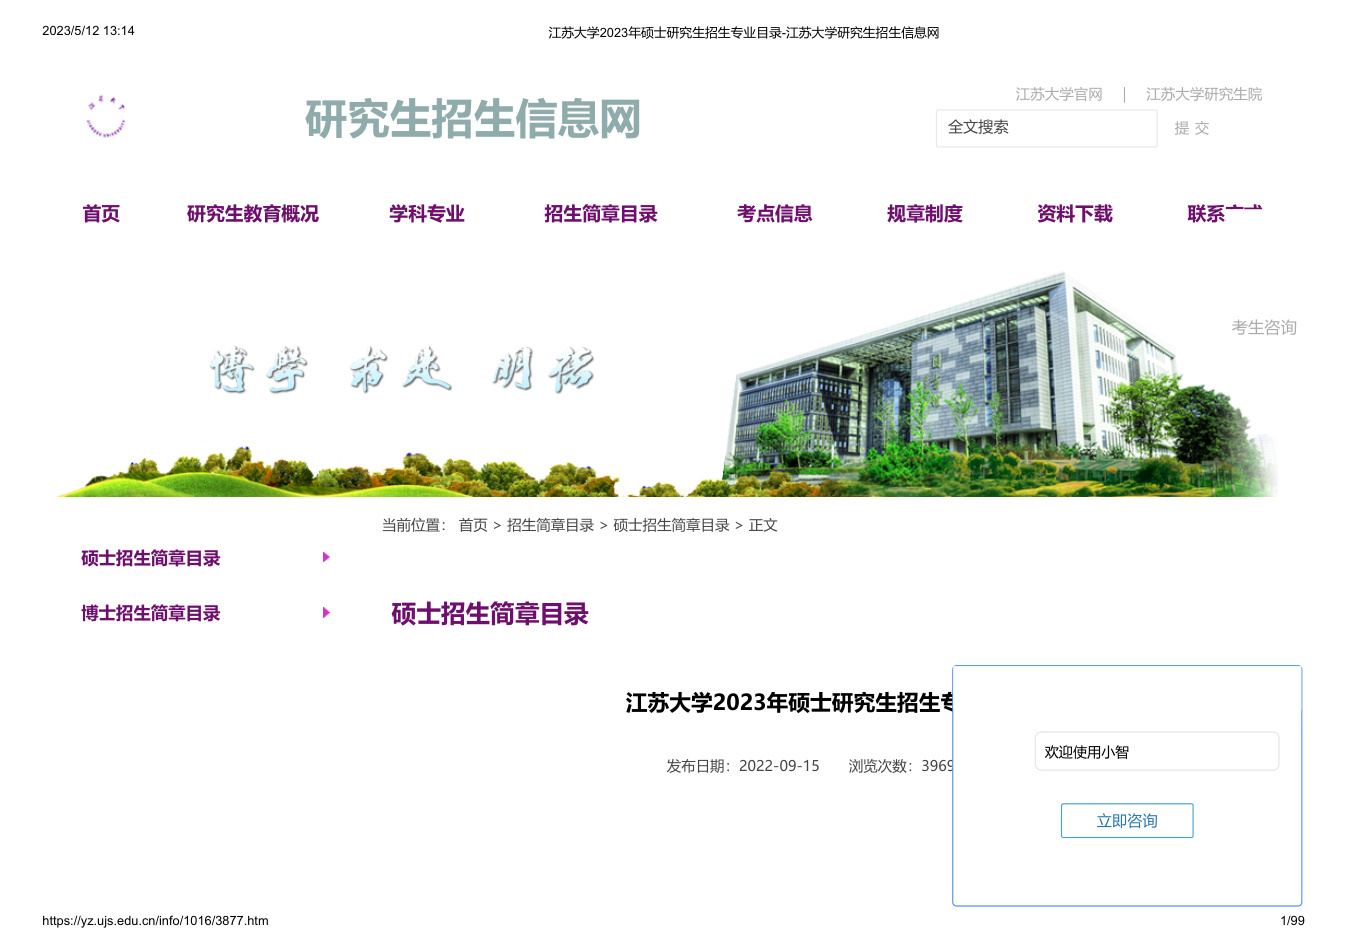 2023/5/12 13:14
江苏大学2023年硕士研究生招生专业目录-江苏大学研究生招生信息网
江苏大学官网 | 江苏大学研究生院
研究生招生信息网
全文搜索
提 交
首页 研究生教育概况 学科专业 招生简章目录 考点信息 规章制度 资料下载 联系
考生咨询
博学 求是 明德
当前位置： 首页 > 招生简章目录 > 硕士招生简章目录 > 正文
硕士招生简章目录
博士招生简章目录
硕士招生简章目录
江苏大学2023年硕士研究生招生专
发布日期：2022-09-15 浏览次数：3969
欢迎使用小智
立即咨询
https://yz.ujs.edu.cn/info/1016/3877.htm
1/99